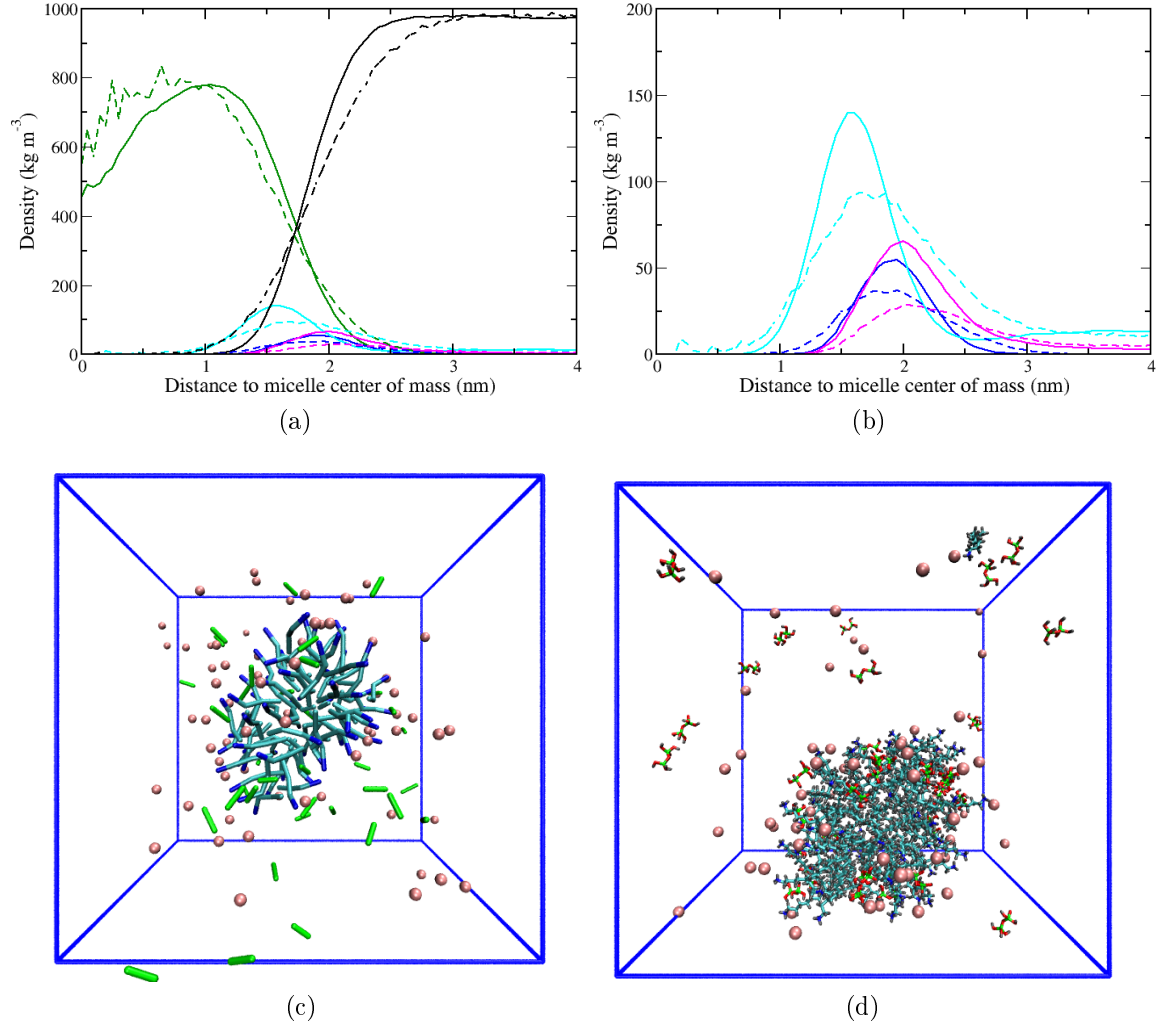 1000
800
600
400
200
0
Density (kg m-3)
0
1
2
3
4
Distance to micelle center of mass (nm)
(a)
200
150
100
50
0
Density (kg m-3)
0
1
2
3
4
Distance to micelle center of mass (nm)
(b)
(c)
(d)